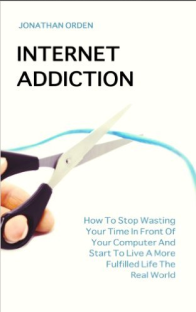 JONATHAN ORDEN
INTERNET
ADDICTION
How To Stop Wasting
Your Time In Front Of
Your Computer And
Start To Live A More
Fulfilled Life The
Real World